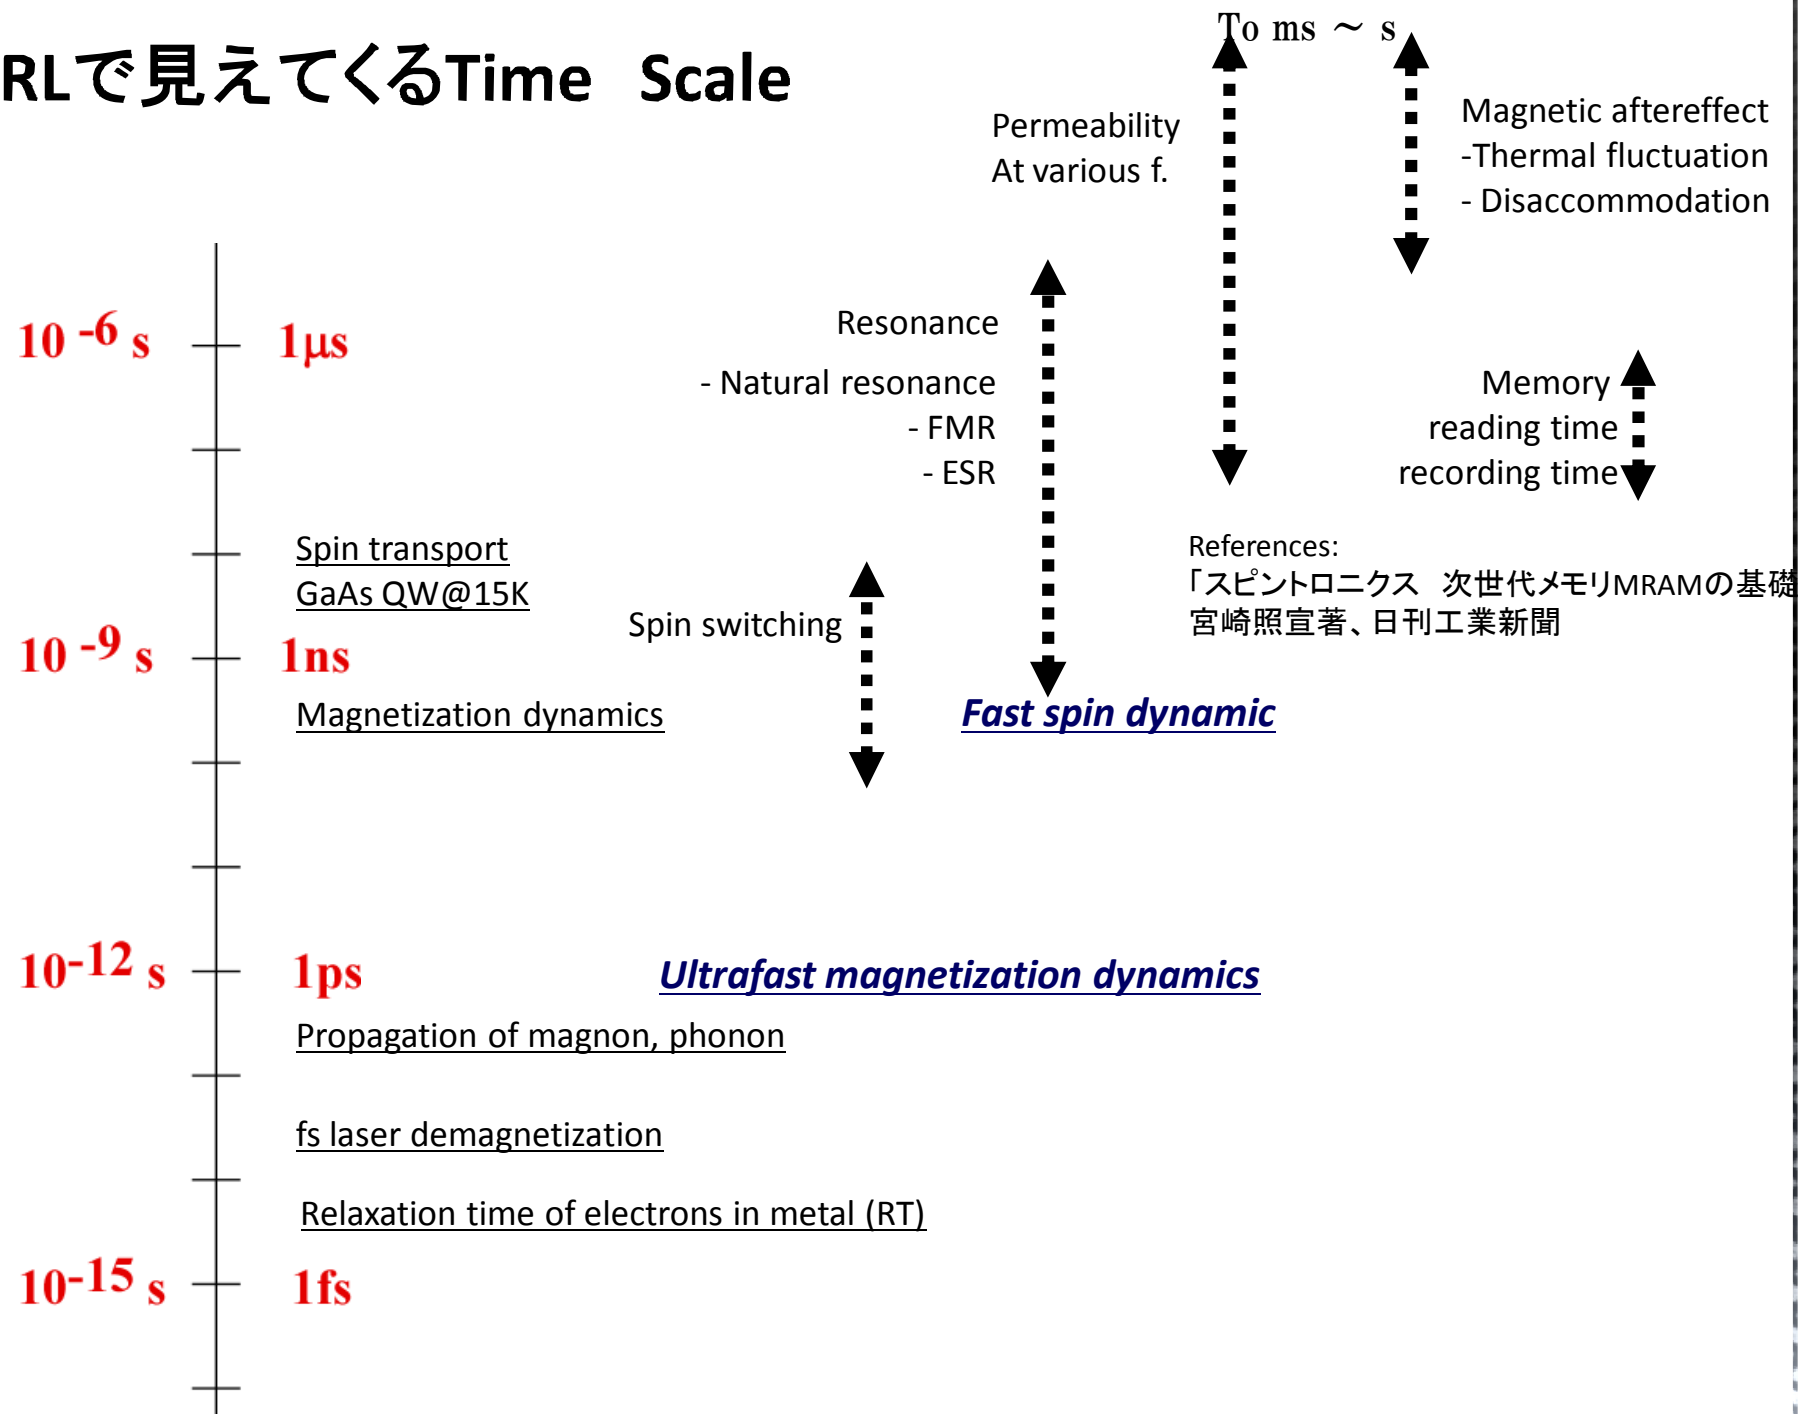 RLで見えてくるTime　Scale
To ms ～ s
Permeability
At various f.
Magnetic aftereffect
-Thermal fluctuation
- Disaccommodation
10 -6 s
1μs
Resonance
- Natural resonance
- FMR
- ESR
Memory
reading time
recording time
Spin transport
GaAs QW@15K
Spin switching
References:
「スピントロニクス　次世代メモリMRAMの基礎
宮崎照宣著、日刊工業新聞
10 -9 s
1ns
Magnetization dynamics
Fast spin dynamic
10-12 s
1ps
Ultrafast magnetization dynamics
Propagation of magnon, phonon
fs laser demagnetization
Relaxation time of electrons in metal (RT)
10-15 s
1fs